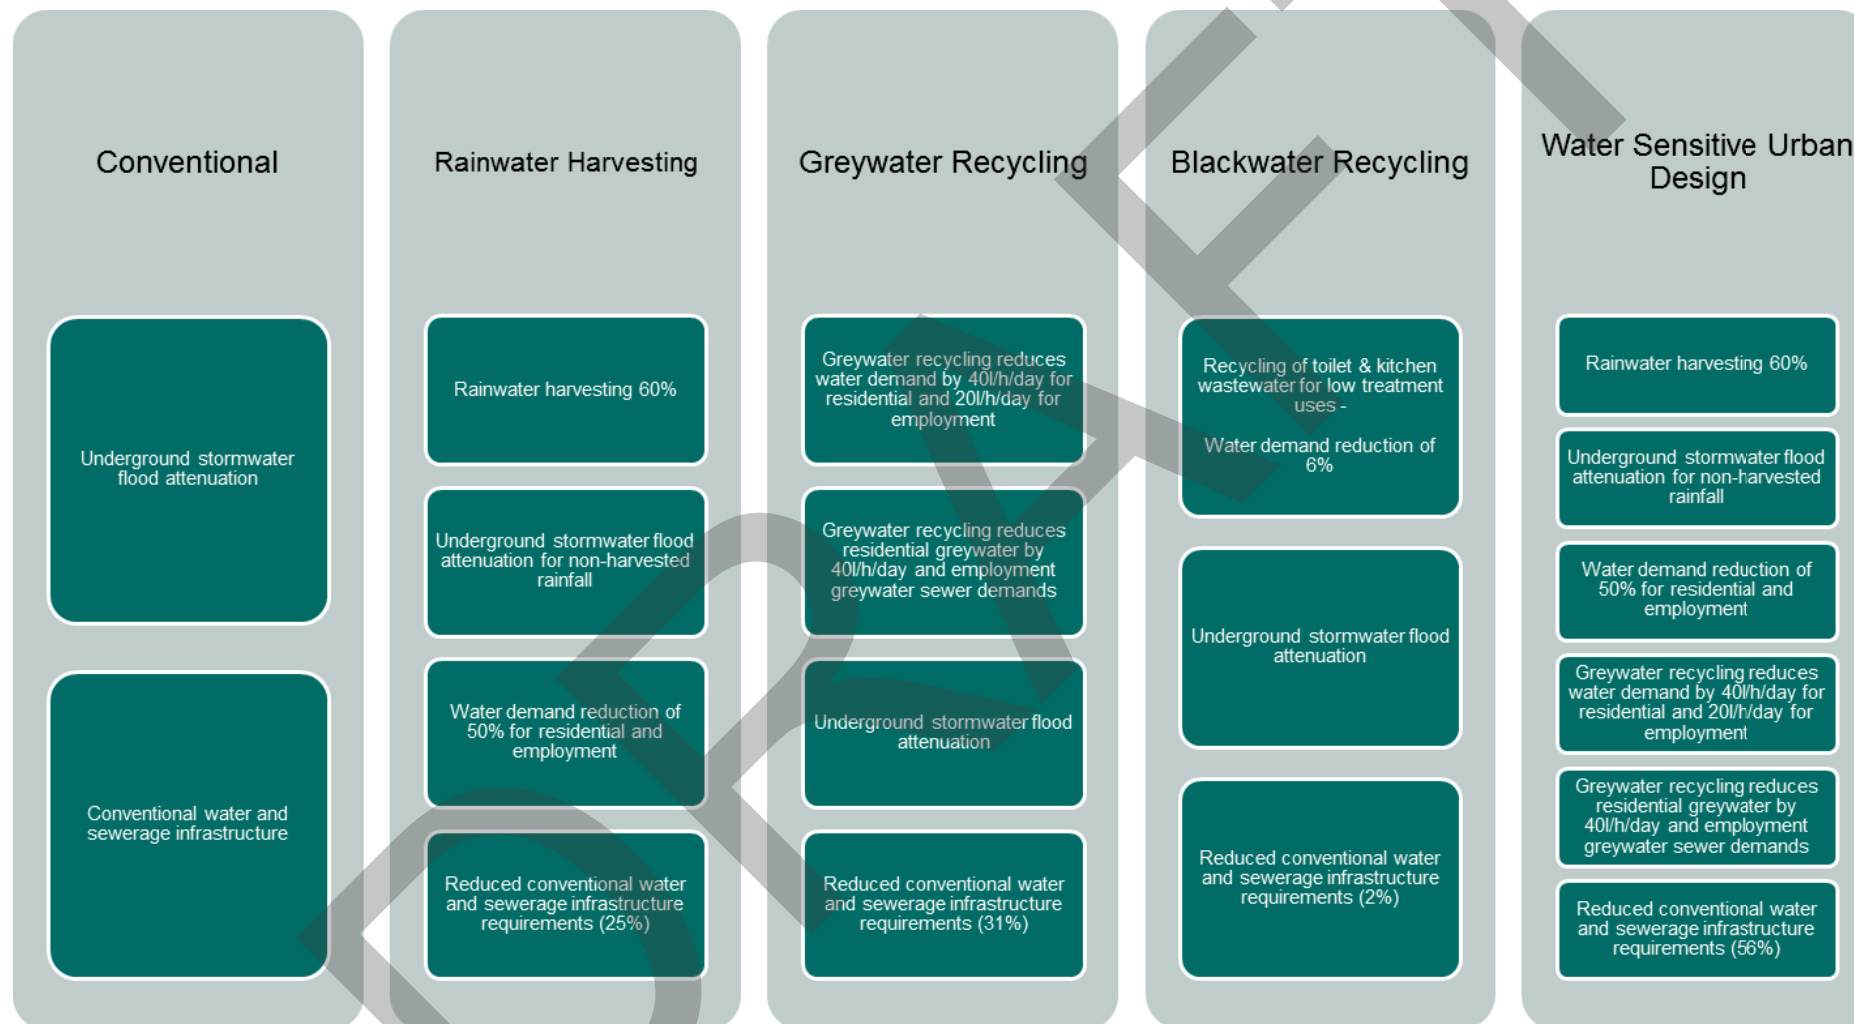 Conventional
Underground stormwater
flood attenuation
Conventional water and
sewerage infrastructure
Rainwater Harvesting
Rainwater harvesting 60%
Underground stormwater flood
attenuation for non-harvested
rainfall
Water demand reduction of
50% for residential and
employment
Reduced conventional water
and sewerage infrastructure
requirements (25%)
Greywater Recycling
Greywater recycling reduces
water demand by 40l/h/day for
residential and 20l/h/day for
employment
Greywater recycling reduces
residential greywater by
40l/h/day and employment
greywater sewer demands
Underground stormwater flood
attenuation
Reduced conventional water
and sewerage infrastructure
requirements (31%)
Blackwater Recycling
Recycling of toilet & kitchen
wastewater for low treatment
uses -
Water demand reduction of
6%
Underground stormwater flood
attenuation
Reduced conventional water
and sewerage infrastructure
requirements (2%)
Water Sensitive Urban
Design
Rainwater harvesting 60%
Underground stormwater flood
attenuation for non-harvested
rainfall
Water demand reduction of
50% for residential and
employment
Greywater recycling reduces
water demand by 40l/h/day for
residential and 20l/h/day for
employment
Greywater recycling reduces
residential greywater by
40l/h/day and employment
greywater sewer demands
Reduced conventional water
and sewerage infrastructure
requirements (56%)
DRAFT